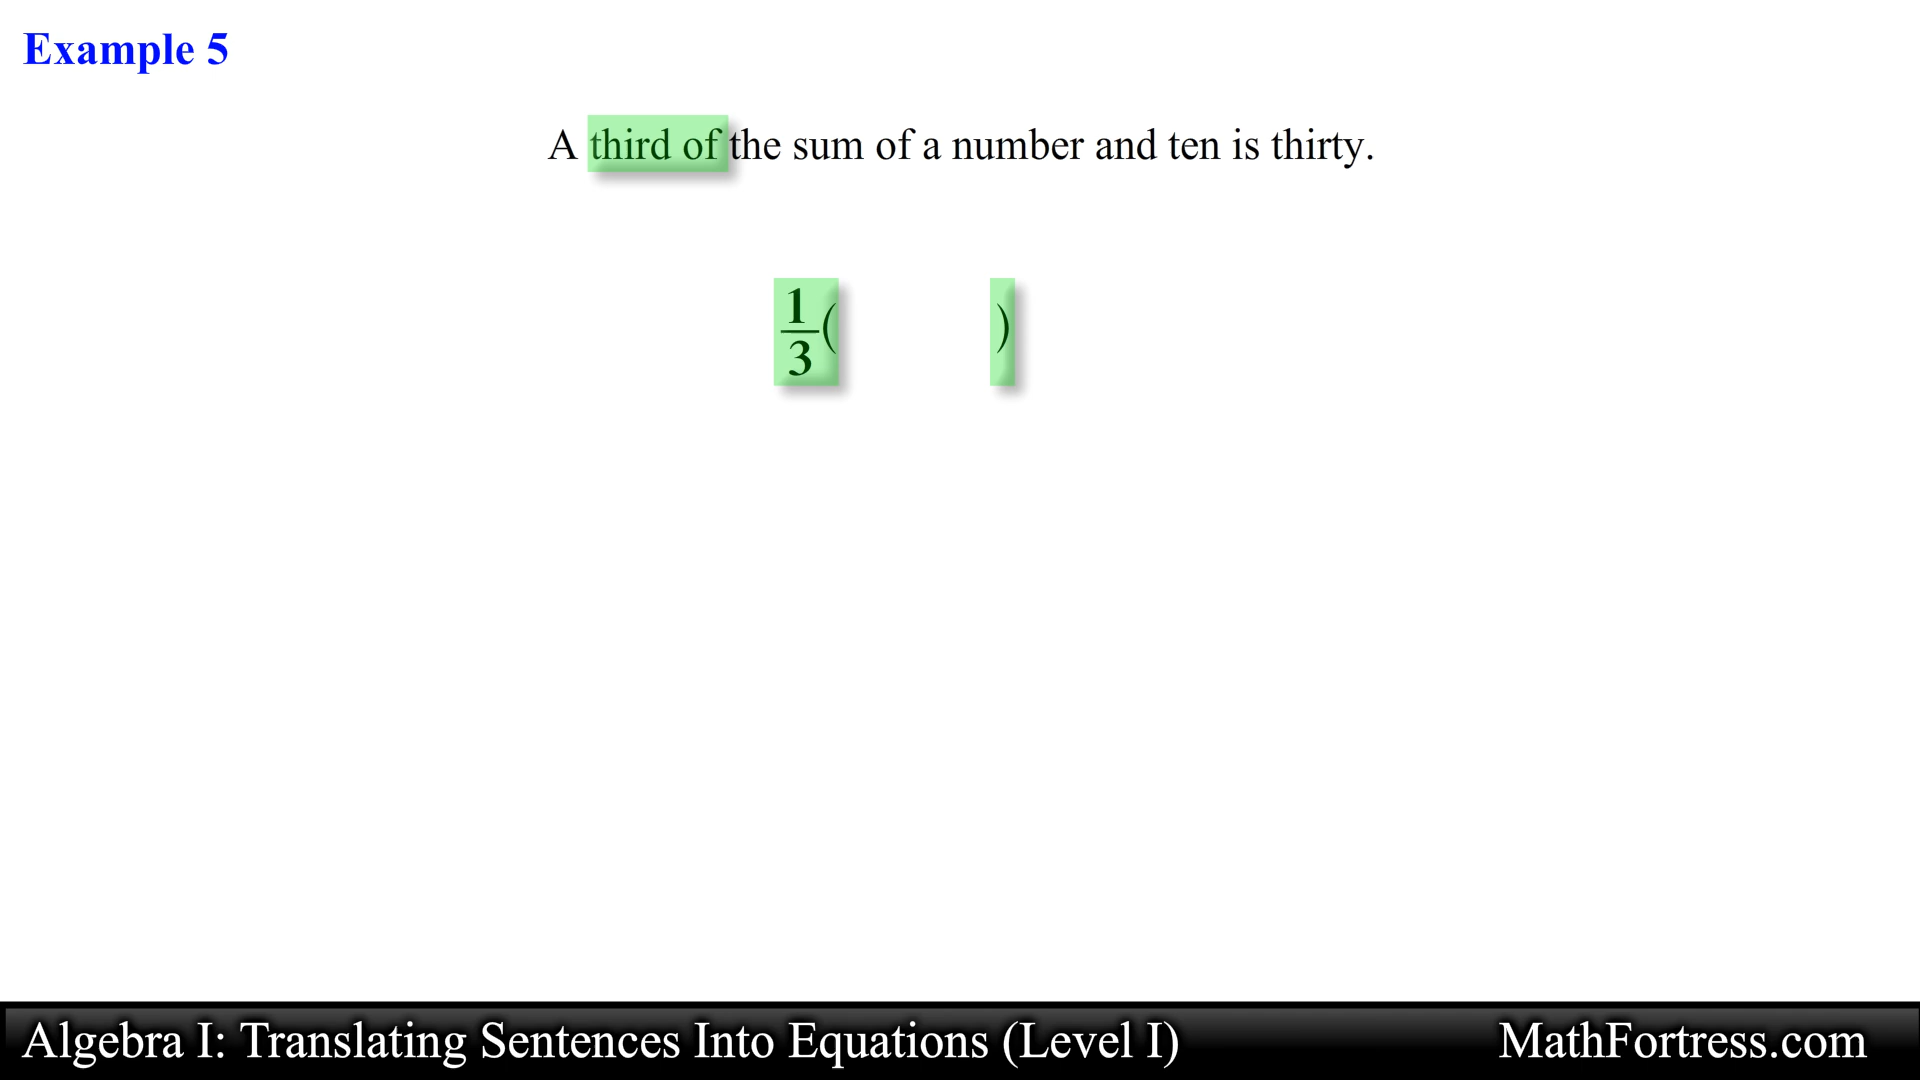 Example 5
A third of the sum of a number and ten is thirty.
1
3 ( )
Algebra I: Translating Sentences Into Equations (Level I) MathFortress.com